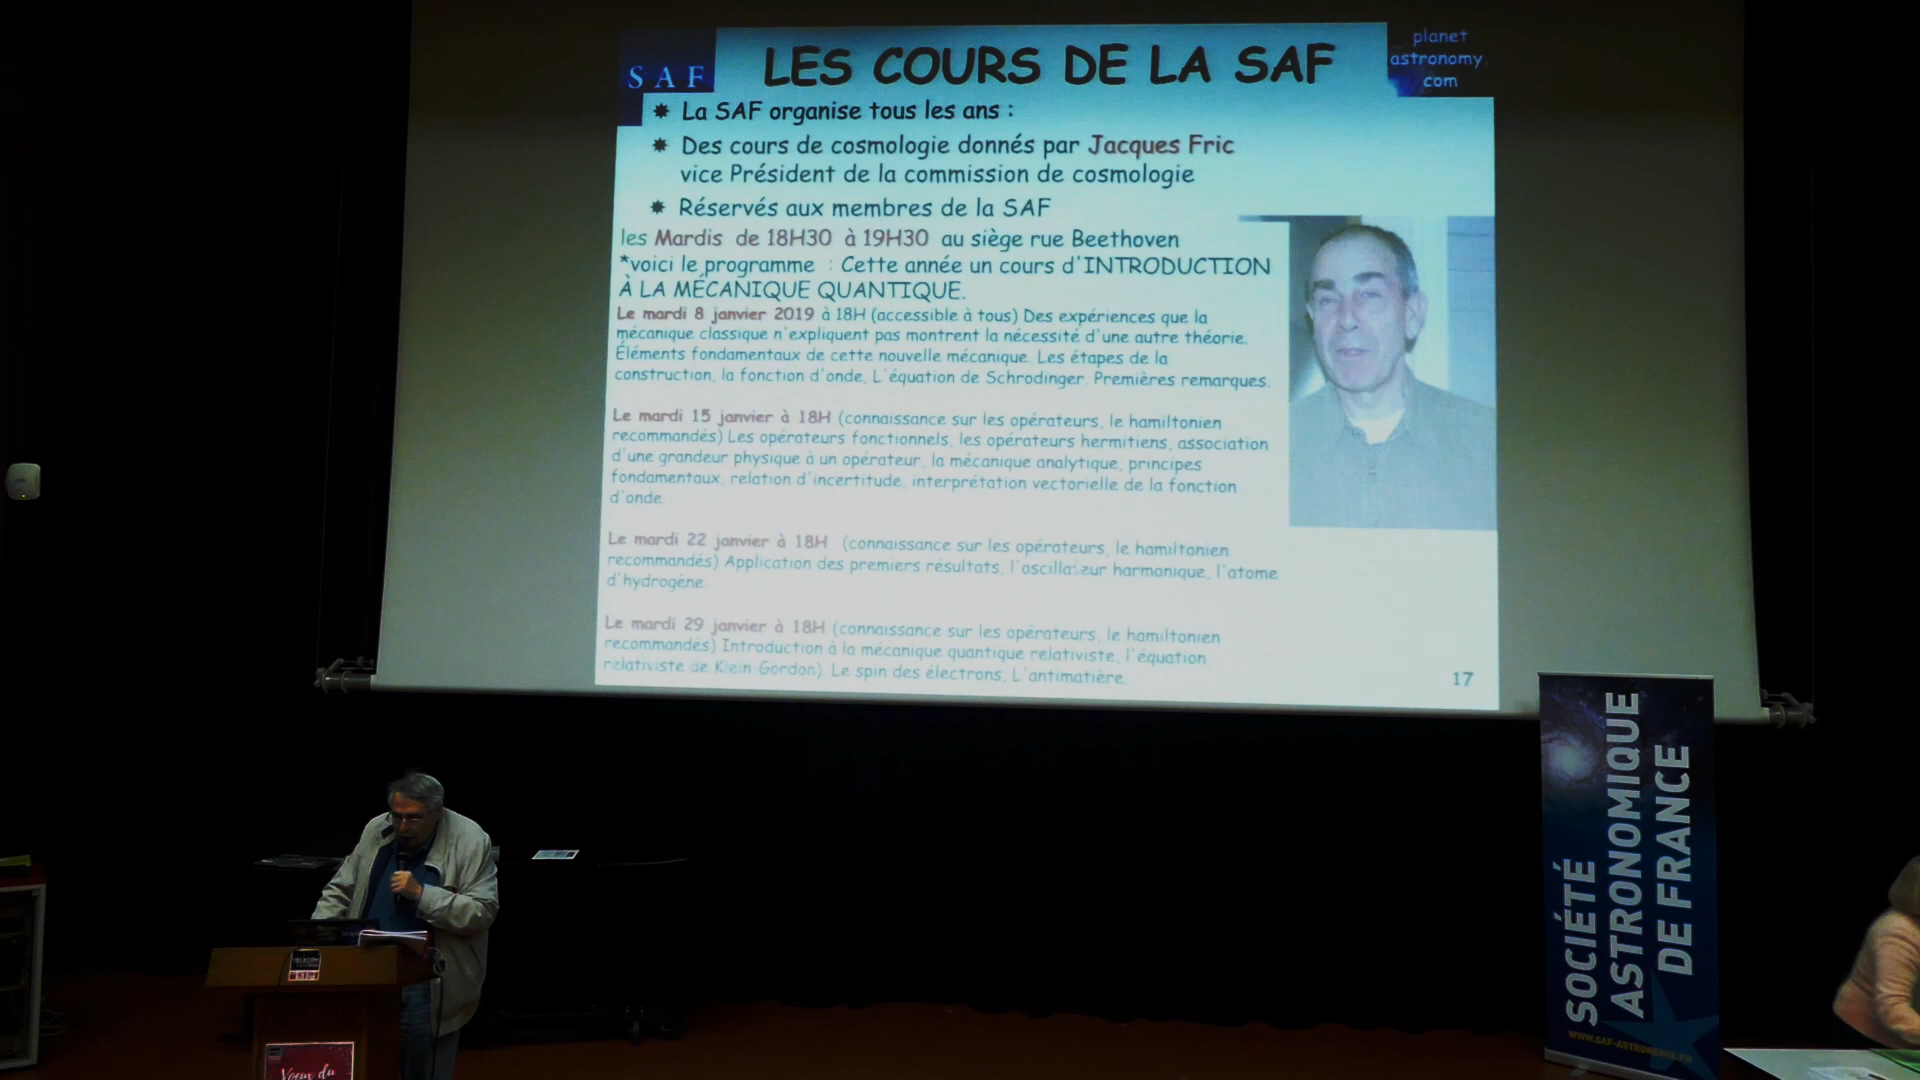 SAF
LES COURS DE LA SAF
planet
astronomy.
com
La SAF organise tous les ans :
Des cours de cosmologie donnés par Jacques Fric
vice Président de la commission de cosmologie
Réservés aux membres de la SAF
les Mardis de 18H30 à 19H30 au siège rue Beethoven
*voici le programme : Cette année un cours d'INTRODUCTION
À LA MÉCANIQUE QUANTIQUE.
Le mardi 8 janvier 2019 à 18H (accessible à tous) Des expériences que la
mécanique classique n'expliquent pas montrent la nécessité d'une autre théorie.
Éléments fondamentaux de cette nouvelle mécanique. Les étapes de la
construction, la fonction d'onde, L'équation de Schrodinger. Premières remarques.
Le mardi 15 janvier à 18H (connaissance sur les opérateurs, le hamiltonien
recommandés) Les opérateurs fonctionnels, les opérateurs hermitiens, association
d'une grandeur physique à un opérateur, la mécanique analytique, principes
fondamentaux, relation d'incertitude, interprétation vectorielle de la fonction
d'onde.
Le mardi 22 janvier à 18H (connaissance sur les opérateurs, le hamiltanien
recommandés) Application des premiers résultats, l'oscillateur harmonique, l'atome
d'hydrogène.
Le mardi 29 janvier à 18H (connaissance sur les opérateurs, le hamiltonien
recommandés) Introduction à la mécanique quantique relativiste, l'équation
relativiste de Klein-Gordon). Le spin des électrons, L'antimatière.
17
SOCIÉTÉ
ASTRONOMIQUE
DE FRANCE
WWW.SAF-ASTRONOMIE.FR
TELECOM
Voeux du